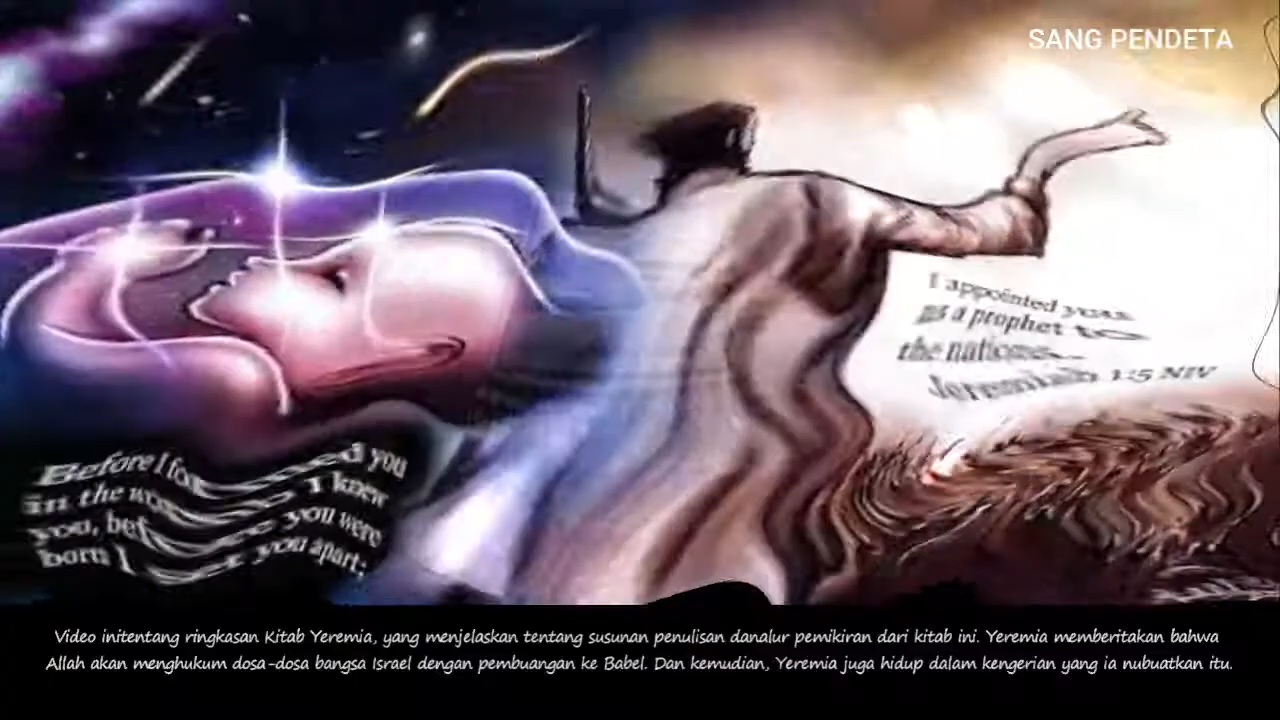 SANG PENDETA
I appointed you
as a prophet to
the nations...
Jeremiah 1:5 NIV
Before I you
in the I knew
you, you were
born I you apart;
Video initentang ringkasan Kitab Yeremia, yang menjelaskan tentang susunan penulisan danalur pemikiran dari kitab ini. Yeremia memberitakan bahwa
Allah akan menghukum dosa-dosa bangsa Israel dengan pembuangan ke Babel. Dan kemudian, Yeremia juga hidup dalam kengerian yang ia nubuatkan itu.